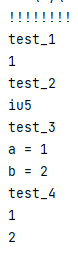 !!!!!!!!
test_1
1
test_2
iu5
test_3
a = 1
b = 2
test_4
1
2